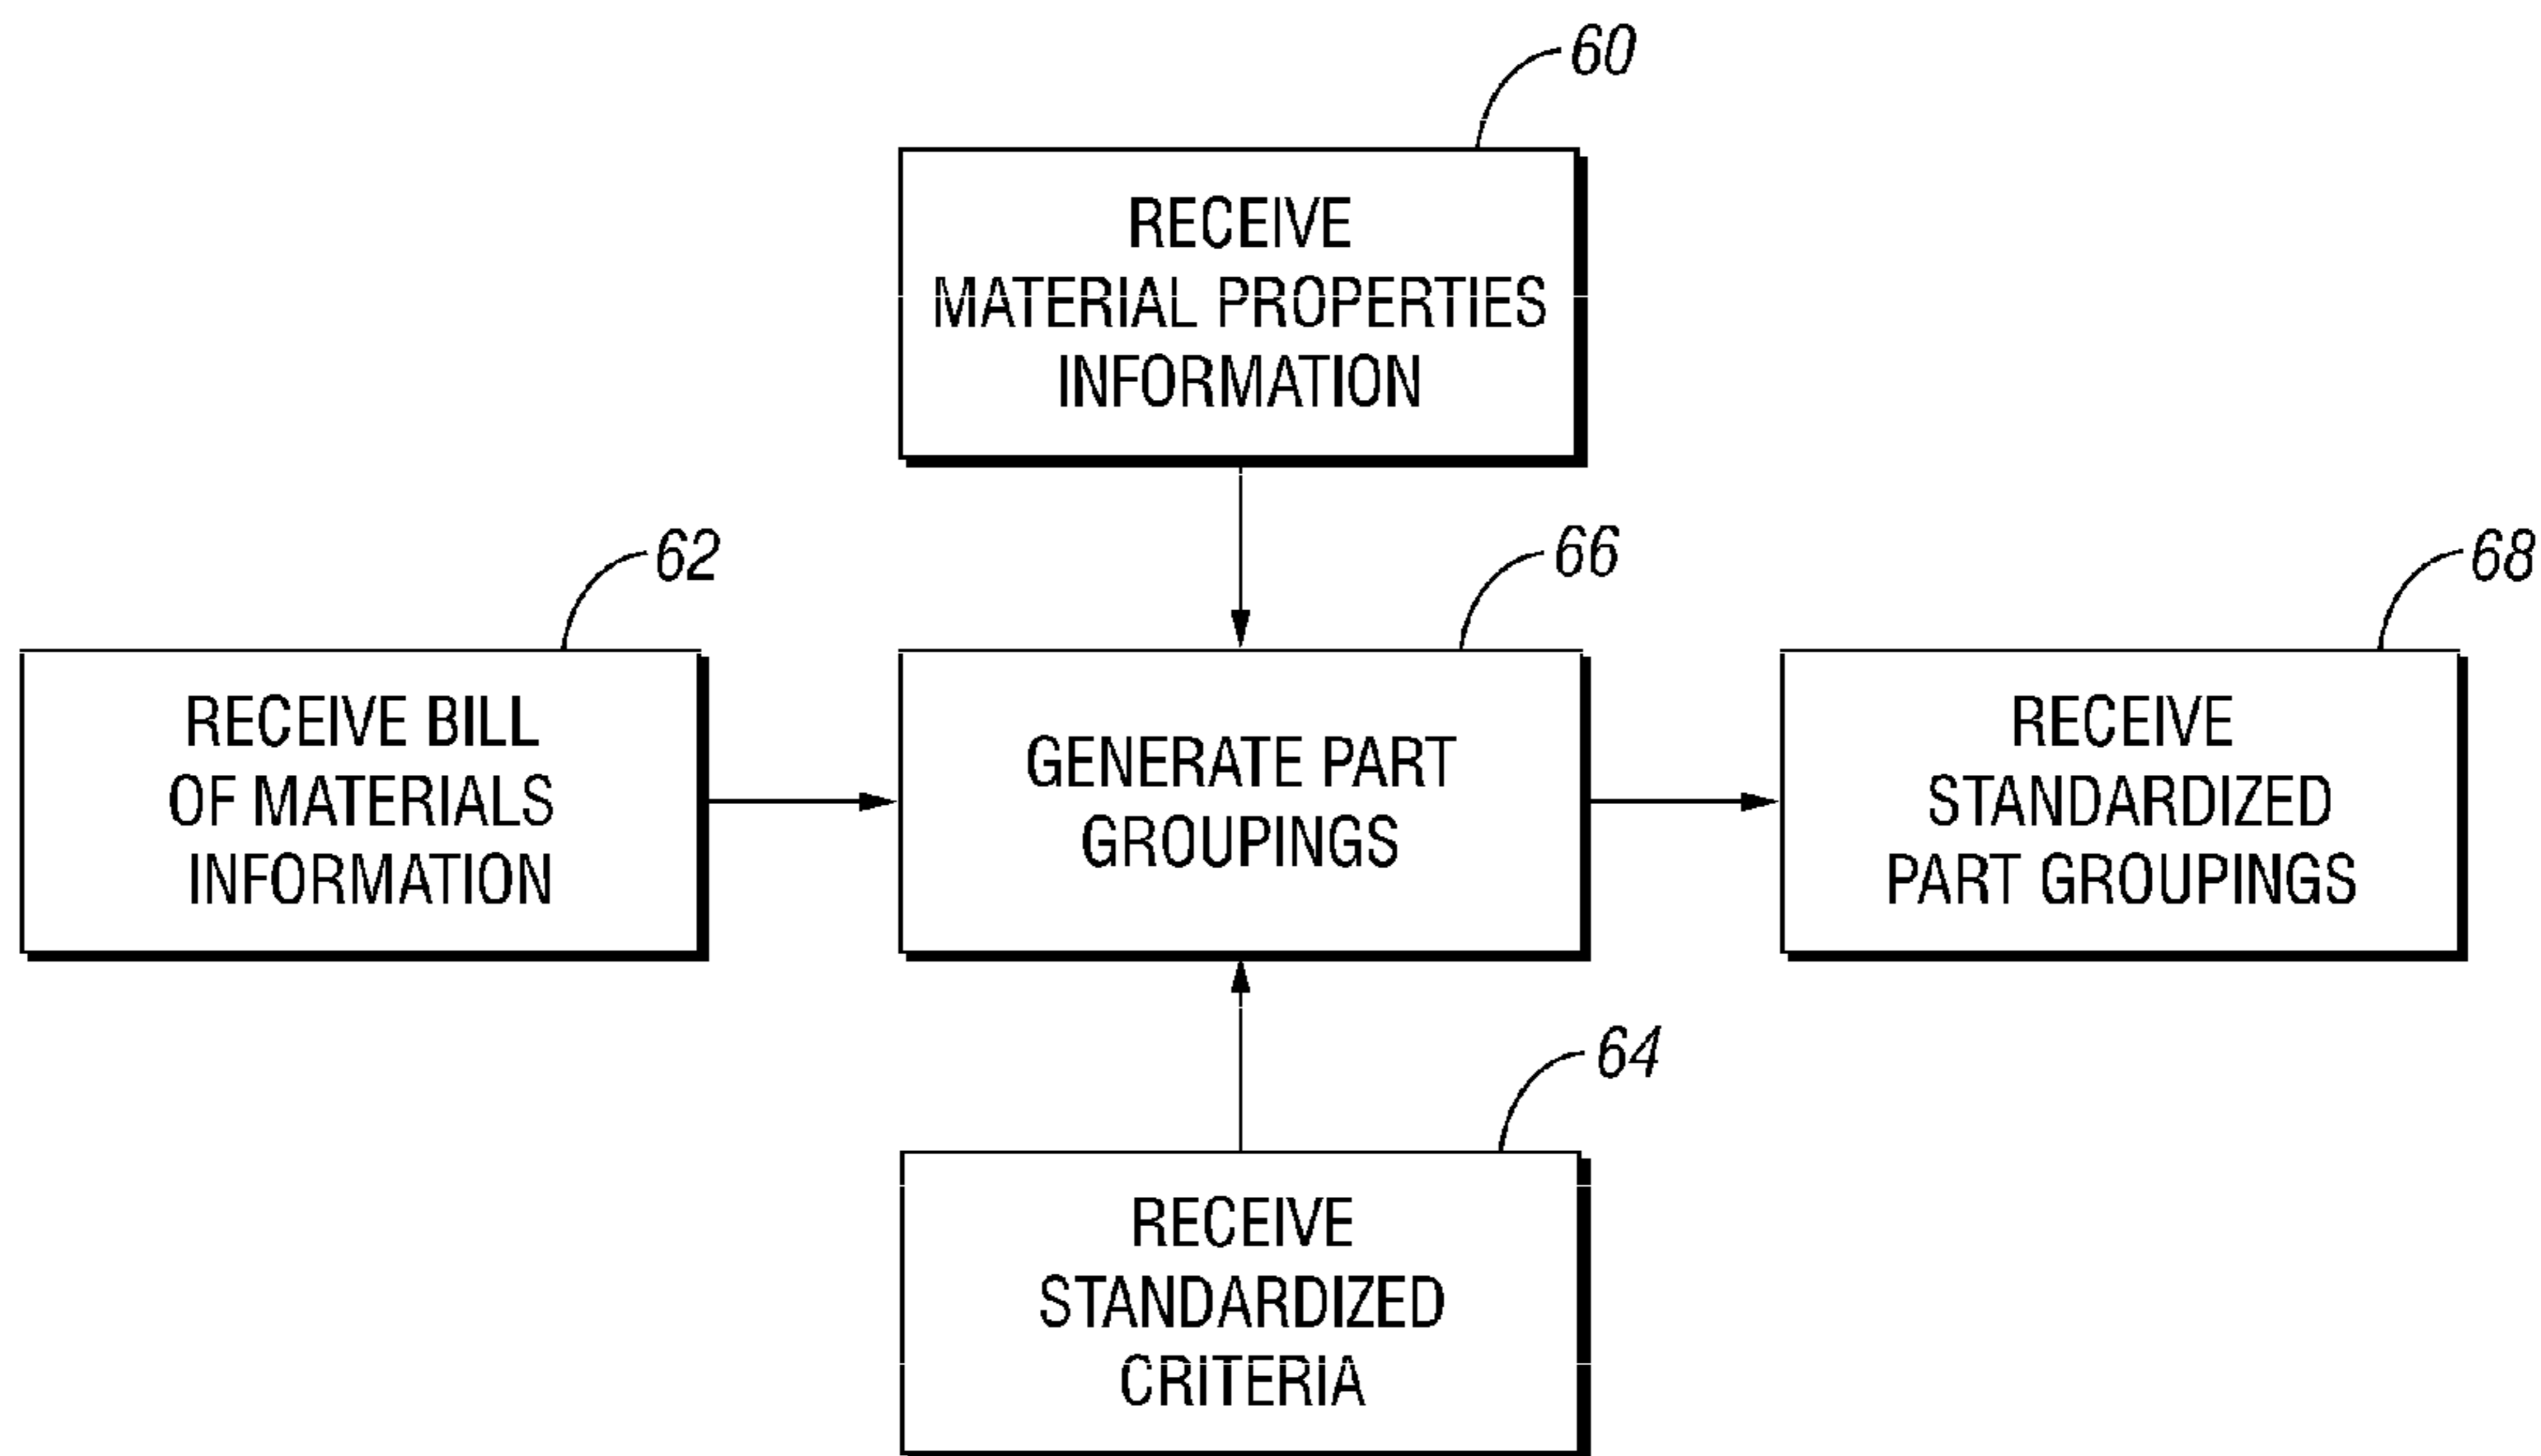 60
RECEIVE
MATERIAL PROPERTIES
INFORMATION
62
RECEIVE BILL
OF MATERIALS
INFORMATION
66
GENERATE PART
GROUPINGS
68
RECEIVE
STANDARDIZED
PART GROUPINGS
64
RECEIVE
STANDARDIZED
CRITERIA